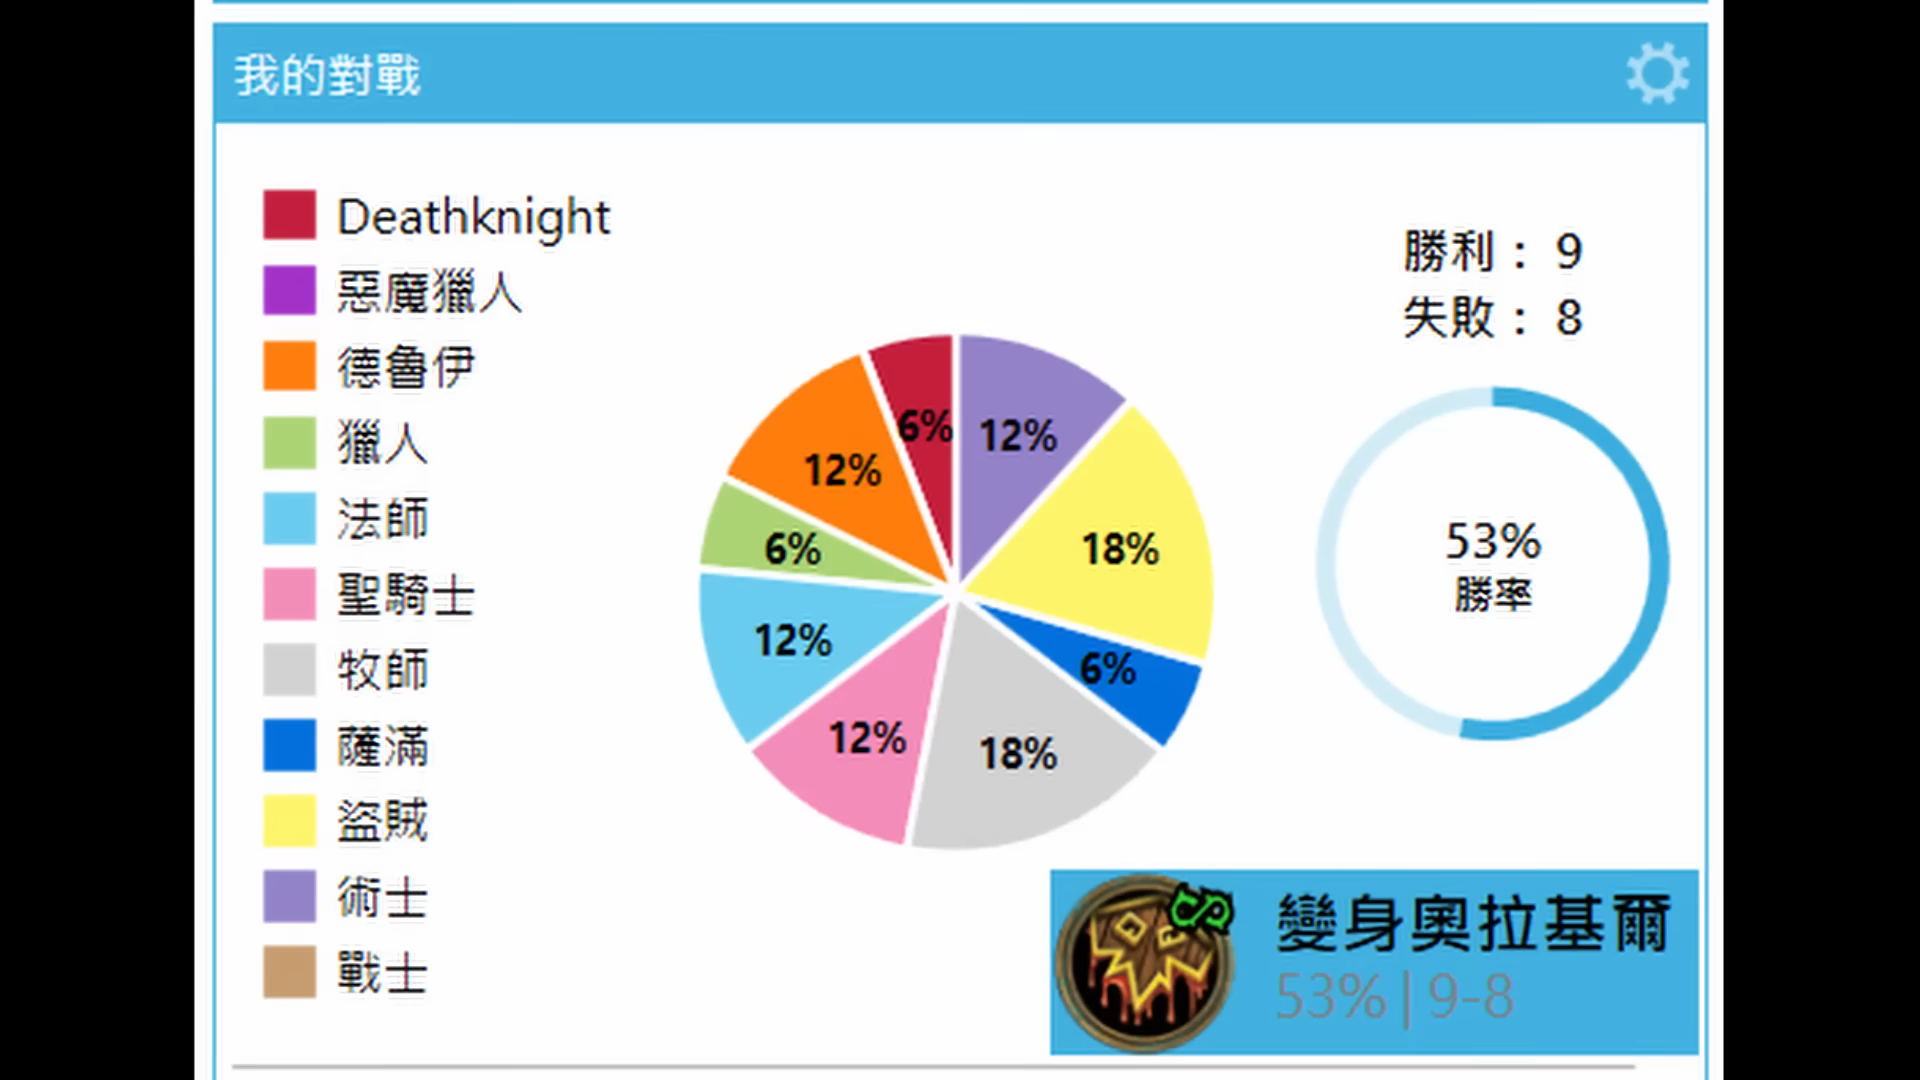 我的對戰
Deathknight
惡魔獵人
德魯伊
獵人
法師
聖騎士
牧師
薩滿
盜賊
術士
戰士
6%
12%
12%
18%
6%
6%
12%
12%
18%
勝利： 9
失敗： 8
53%
勝率
變身奧拉基爾
53% | 9-8